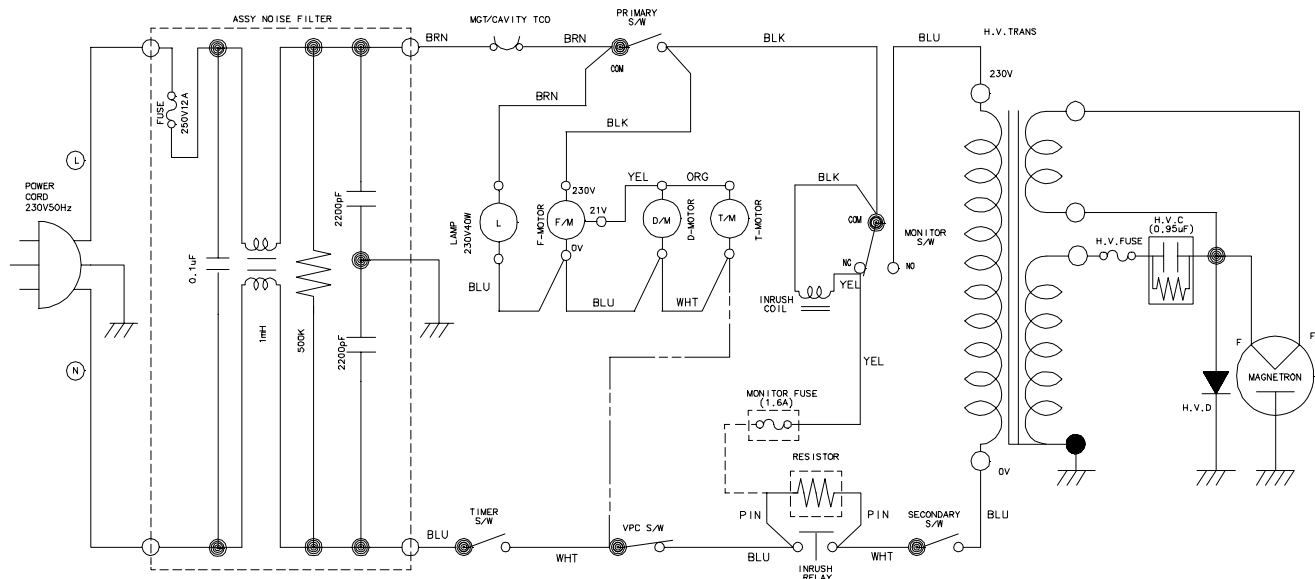 ASSY NOISE FILTER
L
POWER
CORD
230V50Hz
N
FUSE
250V12A
0.1uF
1mH
500K
2200pF
2200pF
BRN
MGT/CAVITY TCO
BRN
PRIMARY
S/W
COM
BLK
BLU
H.V.TRANS
230V
BRN
BLK
LAMP
230V40W
L
BLU
F-MOTOR
230V
F/M
21V
0V
YEL
ORG
D/M
D-MOTOR
T/M
T-MOTOR
BLU
WHT
BLK
COM
MONITOR
S/W
NC
NO
YEL
INRUSH
COIL
YEL
MONITOR FUSE
(1.6A)
RESISTOR
PIN
PIN
BLU
TIMER
S/W
WHT
VPC S/W
BLU
INRUSH
RELAY
WHT
SECONDARY
S/W
BLU
0V
H.V.FUSE
H.V.C
(0.95uF)
H.V.D
F
F
MAGNETRON